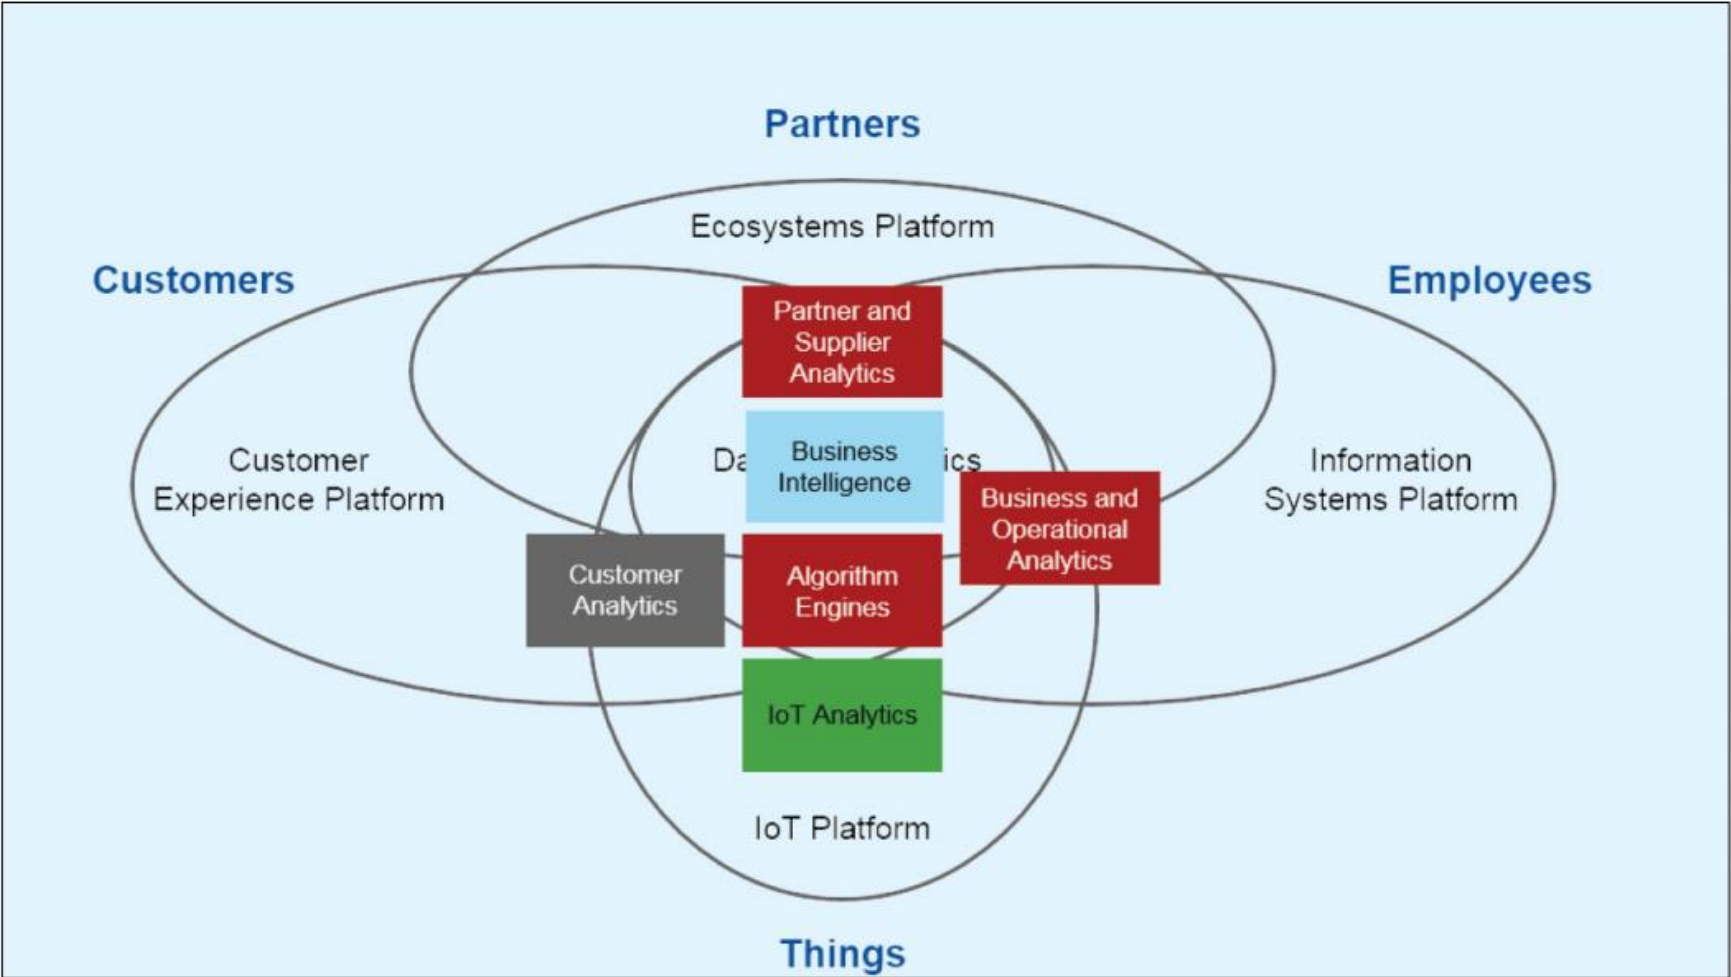 Partners
Ecosystems Platform
Customers
Employees
Partner and
Supplier
Analytics
Customer
Experience Platform
Business
Intelligence
Information
Systems Platform
Business and
Operational
Analytics
Customer
Analytics
Algorithm
Engines
IoT Analytics
IoT Platform
Things